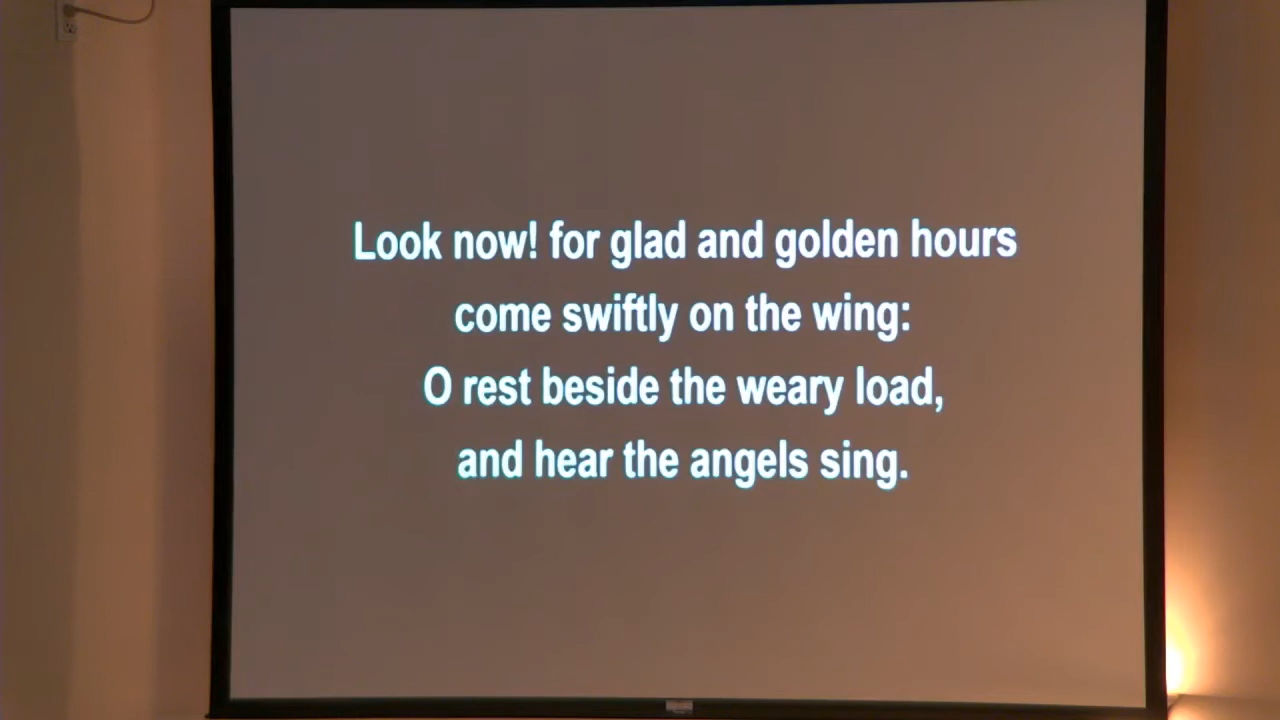 Look now! for glad and golden hours
come swiftly on the wing:
O rest beside the weary load,
and hear the angels sing.